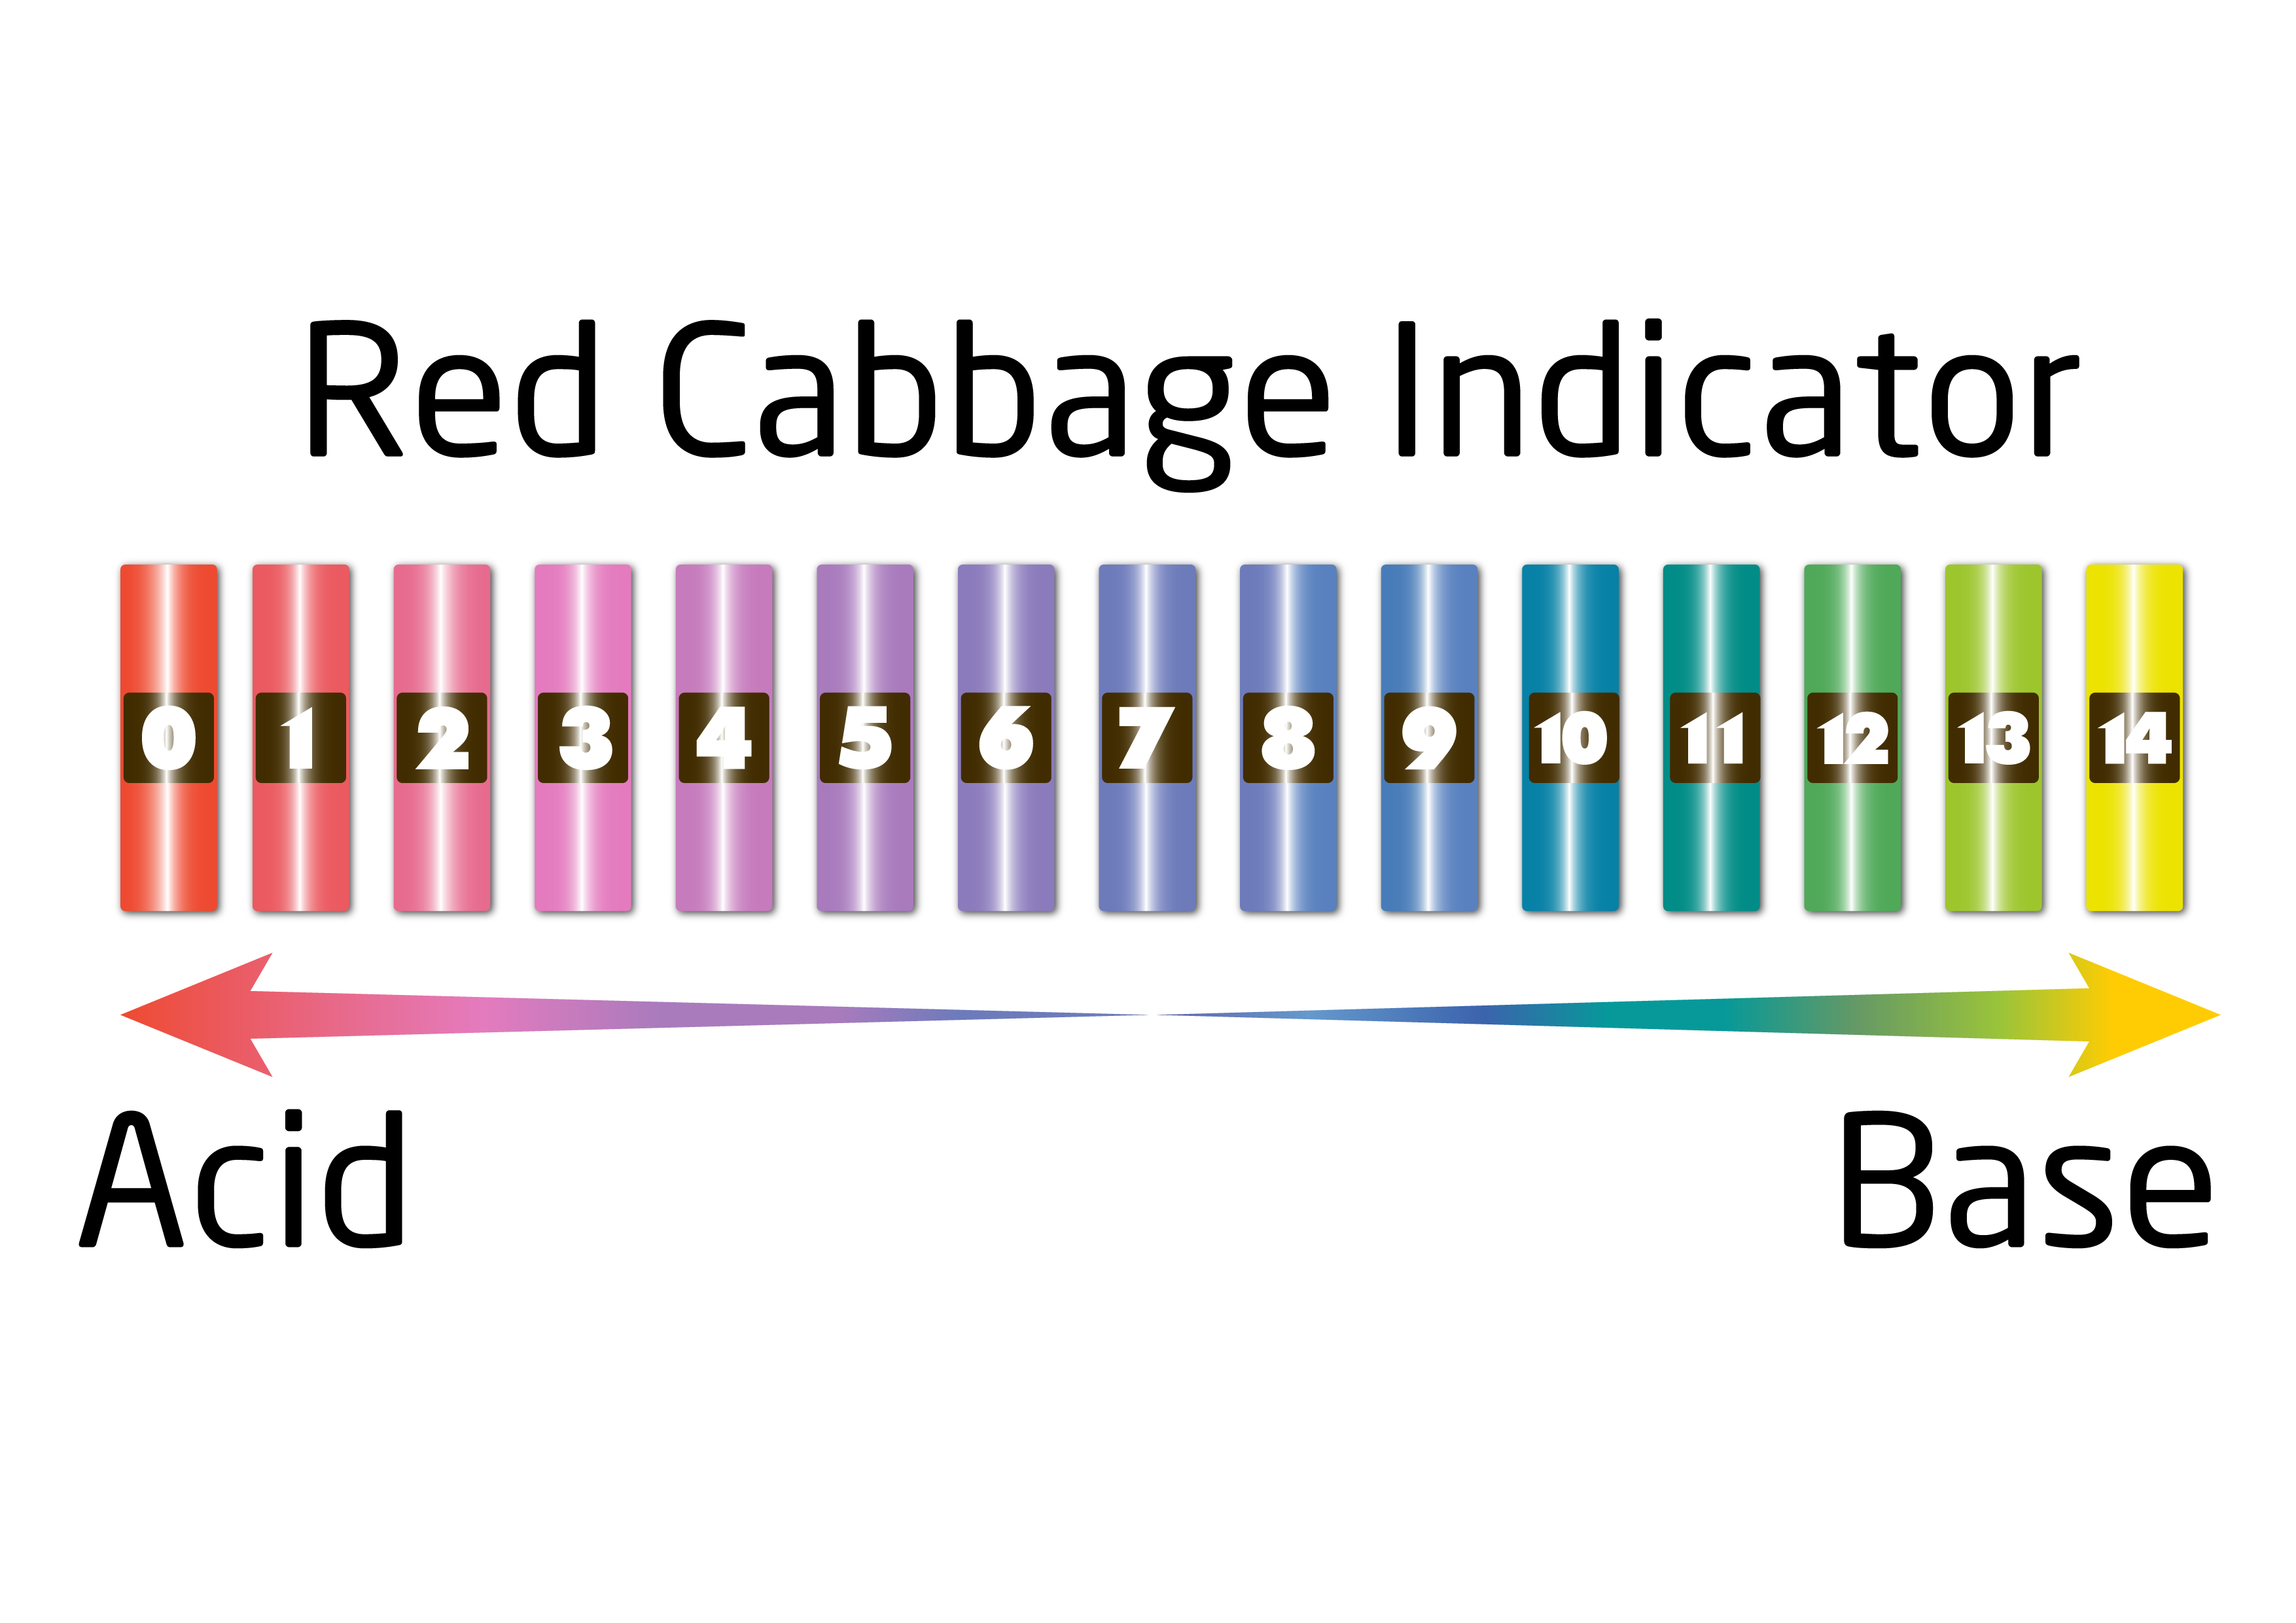 Red Cabbage Indicator
0 1 2 3 4 5 6 7 8 9 10 11 12 13 14
Acid Base